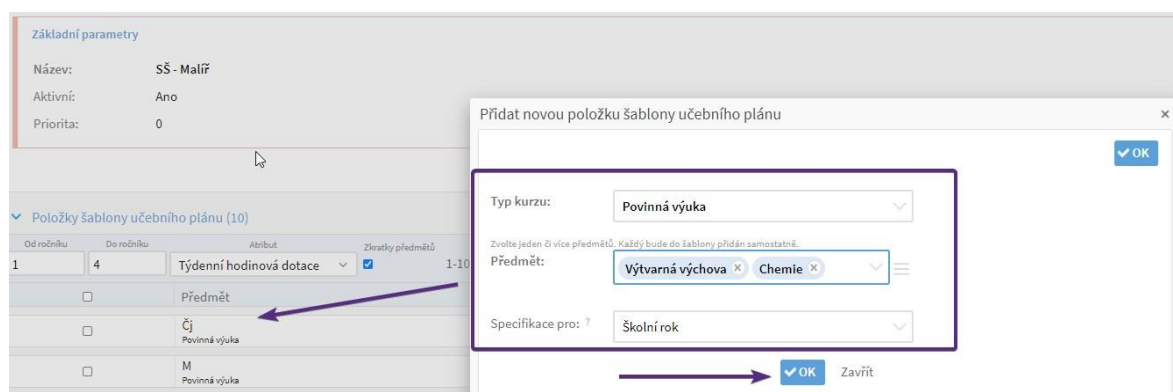 Základní parametry
Název: SŠ - Malíř
Aktivní: Ano
Priorita: 0
Položky šablony učebního plánu (10)
Od ročníku Do ročníku Atribut Zkratky předmětů
1 4 Týdenní hodinová dotace 1-10
Předmět
Čj
Povinná výuka
M
Povinná výuka
Přidat novou položku šablony učebního plánu ×
OK
Typ kurzu: Povinná výuka
Zvolte jeden či více předmětů. Každý bude do šablony přidán samostatně.
Předmět: Výtvarná výchova × Chemie ×
Specifikace pro: ? Školní rok
OK Zavřít